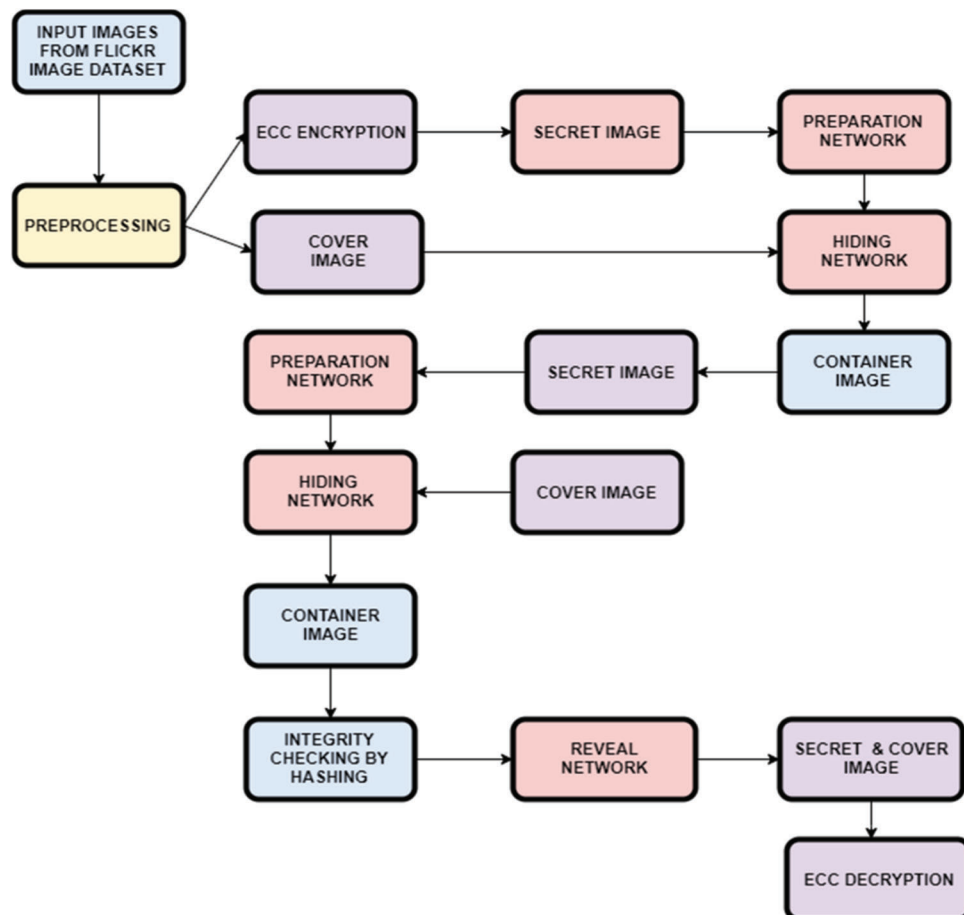 INPUT IMAGES
FROM FLICKR
IMAGE DATASET
ECC ENCRYPTION
SECRET IMAGE
PREPARATION
NETWORK
PREPROCESSING
COVER
IMAGE
HIDING
NETWORK
PREPARATION
NETWORK
SECRET IMAGE
CONTAINER
IMAGE
HIDING
NETWORK
COVER IMAGE
CONTAINER
IMAGE
INTEGRITY
CHECKING BY
HASHING
REVEAL
NETWORK
SECRET & COVER
IMAGE
ECC DECRYPTION